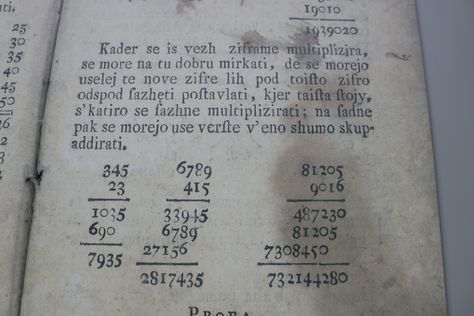 19010
1939020
25
30
35
45
50
Kader se is vezh ziframe multiplizira,
se more na tu dobru mirkati, de se morejo
uselej te nove zifre lih pod toiſto zifro
odspod ſazheti poſtavlati, kjer taiſta ſtojy,
s'katiro se ſazhne multiplizirati; na ſadne
pak se morejo use verſte v'eno shumo skup-
addirati.
345 6789 81205
23 415 9016
1035 33945 487230
690 6789 81205
7935 27156 7308450
2817435 732144280
PROBA